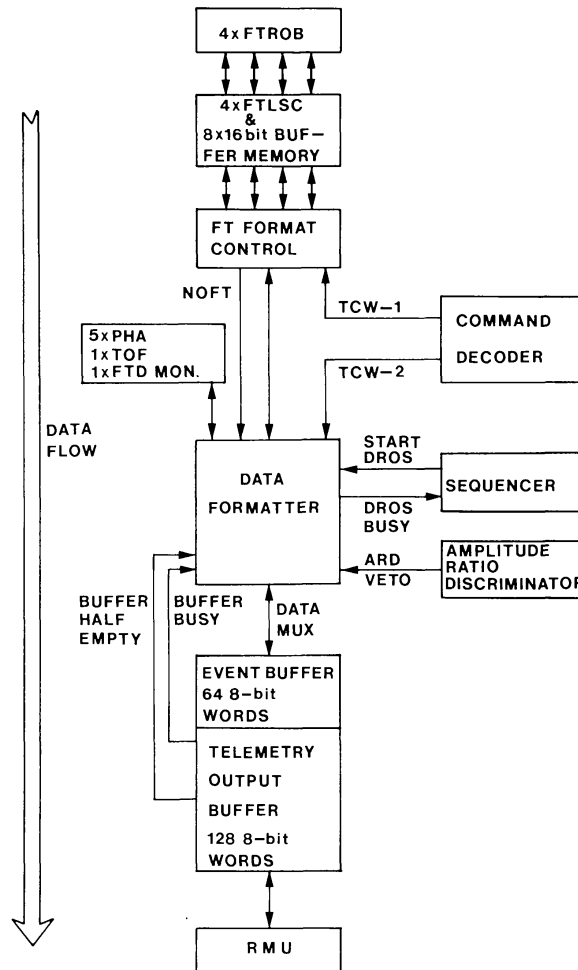 4xFTROB
4xFTLSC
&
8x16bit BUF-
FER MEMORY
FT FORMAT
CONTROL
NOFT
TCW-1
COMMAND
DECODER
5xPHA
1xTOF
1xFTD MON.
TCW-2
DATA
FLOW
DATA
FORMATTER
START
DROS
SEQUENCER
DROS
BUSY
ARD
VETO
AMPLITUDE
RATIO
DISCRIMINATOR
BUFFER
HALF
EMPTY
BUFFER
BUSY
DATA
MUX
EVENT BUFFER
64 8-bit
WORDS
TELEMETRY
OUTPUT
BUFFER
128 8-bit
WORDS
RMU